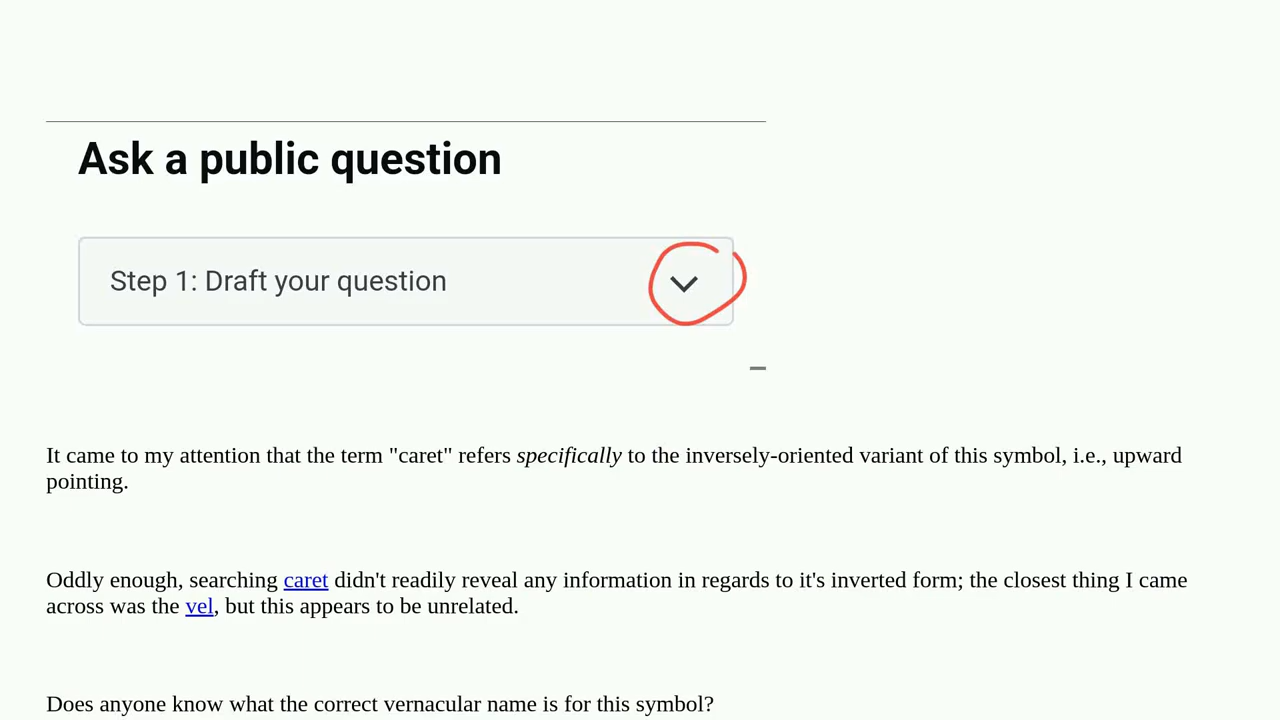 Ask a public question
Step 1: Draft your question
It came to my attention that the term "caret" refers specifically to the inversely-oriented variant of this symbol, i.e., upward
pointing.
Oddly enough, searching caret didn't readily reveal any information in regards to it's inverted form; the closest thing I came
across was the vel, but this appears to be unrelated.
Does anyone know what the correct vernacular name is for this symbol?